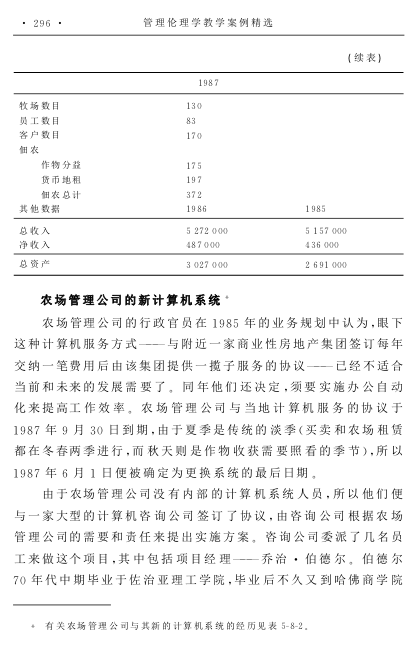 · 296 ·　管理伦理学教学案例精选
(续表)
1987
牧场数目　130
员工数目　83
客户数目　170
佃农
作物分益　175
货币地租　197
佃农总计　372
其他数据　1986　1985
总收入　5 272 000　5 157 000
净收入　487 000　436 000
总资产　3 027 000　2 691 000
农场管理公司的新计算机系统*
农场管理公司的行政官员在 1985 年的业务规划中认为,眼下
这种计算机服务方式——与附近一家商业性房地产集团签订每年
交纳一笔费用后由该集团提供一揽子服务的协议——已经不适合
当前和未来的发展需要了。同年他们还决定,须要实施办公自动
化来提高工作效率。农场管理公司与当地计算机服务的协议于
1987 年 9 月 30 日到期,由于夏季是传统的淡季(买卖和农场租赁
都在冬春两季进行,而秋天则是作物收获需要照看的季节),所以
1987 年 6 月 1 日便被确定为更换系统的最后日期。
由于农场管理公司没有内部的计算机系统人员,所以他们便
与一家大型的计算机咨询公司签订了协议,由咨询公司根据农场
管理公司的需要和责任来提出实施方案。咨询公司委派了几名员
工来做这个项目,其中包括项目经理——乔治·伯德尔。伯德尔
70 年代中期毕业于佐治亚理工学院,毕业后不久又到哈佛商学院
* 有关农场管理公司与其新的计算机系统的经历见表 5-8-2。